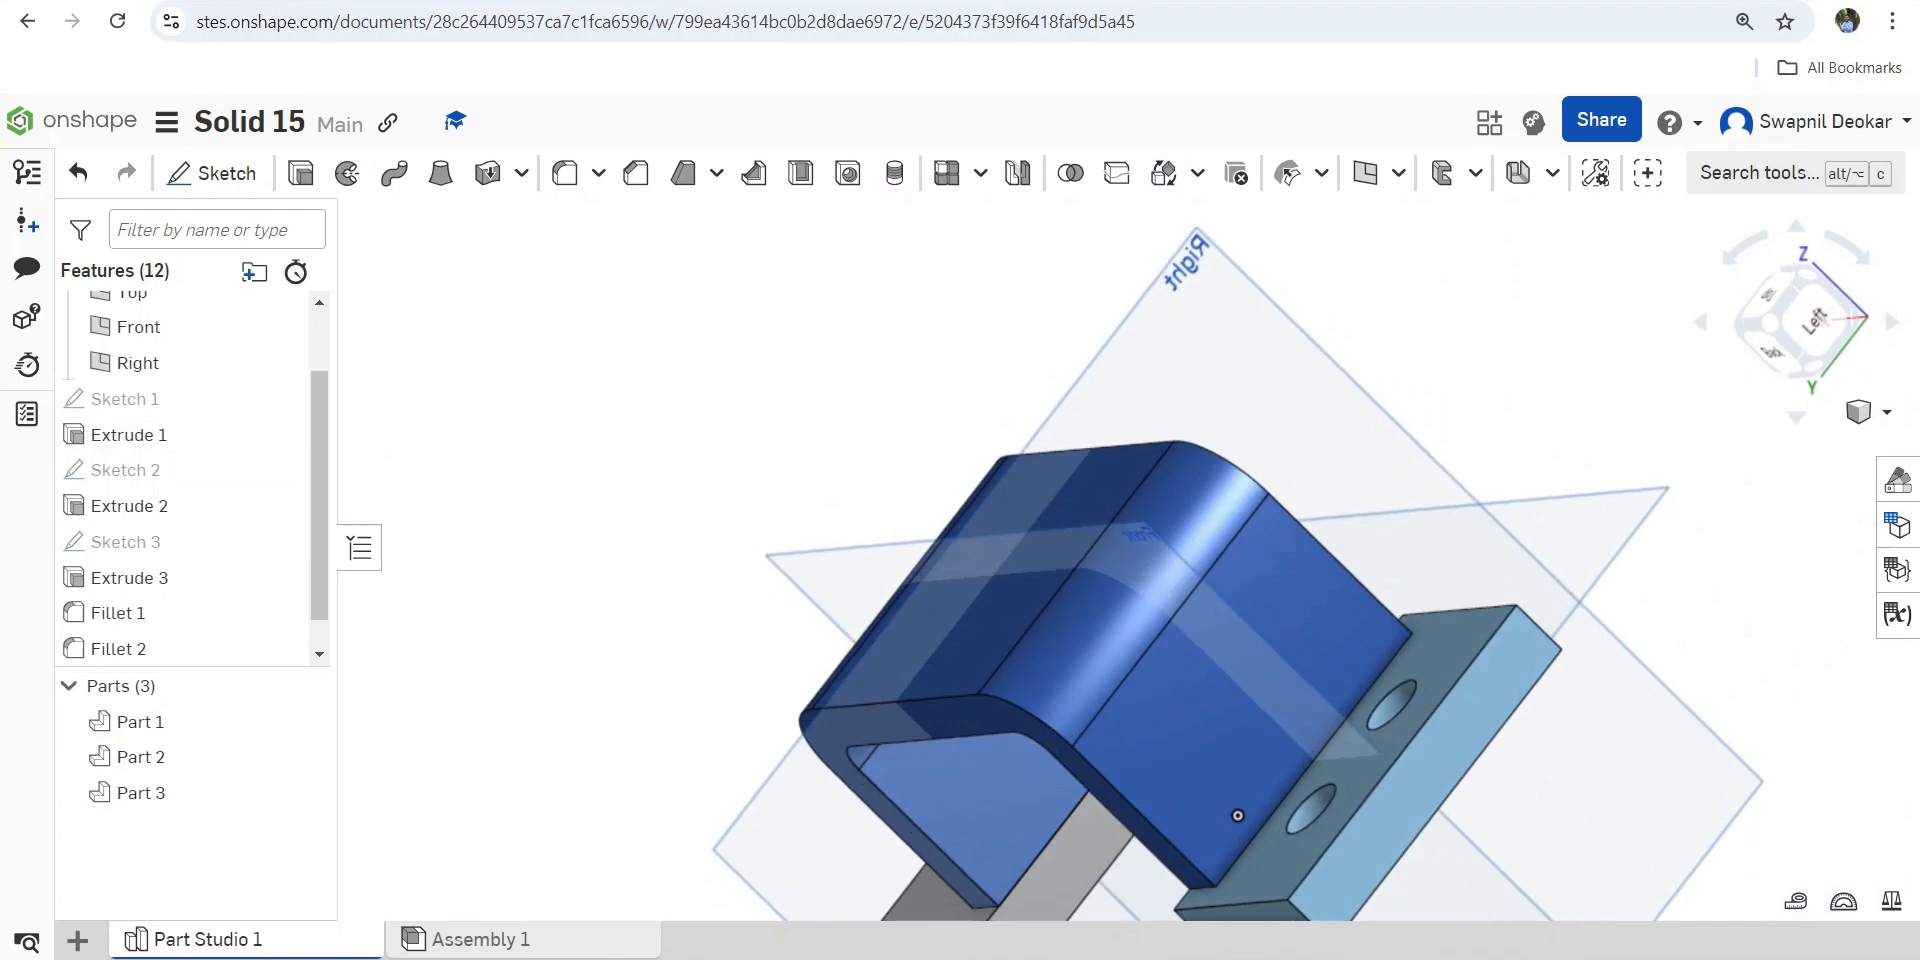 stes.onshape.com/documents/28c264409537ca7c1fca6596/w/799ea43614bc0b2d8dae6972/e/5204373f39f6418faf9d5a45
All Bookmarks
onshape
Solid 15 Main
Share
Swapnil Deokar
Sketch
Search tools... alt/⌥ c
Filter by name or type
Features (12)
Top
Front
Right
Sketch 1
Extrude 1
Sketch 2
Extrude 2
Sketch 3
Extrude 3
Fillet 1
Fillet 2
Parts (3)
Part 1
Part 2
Part 3
Right
Front
Z
Left
Y
Part Studio 1
Assembly 1